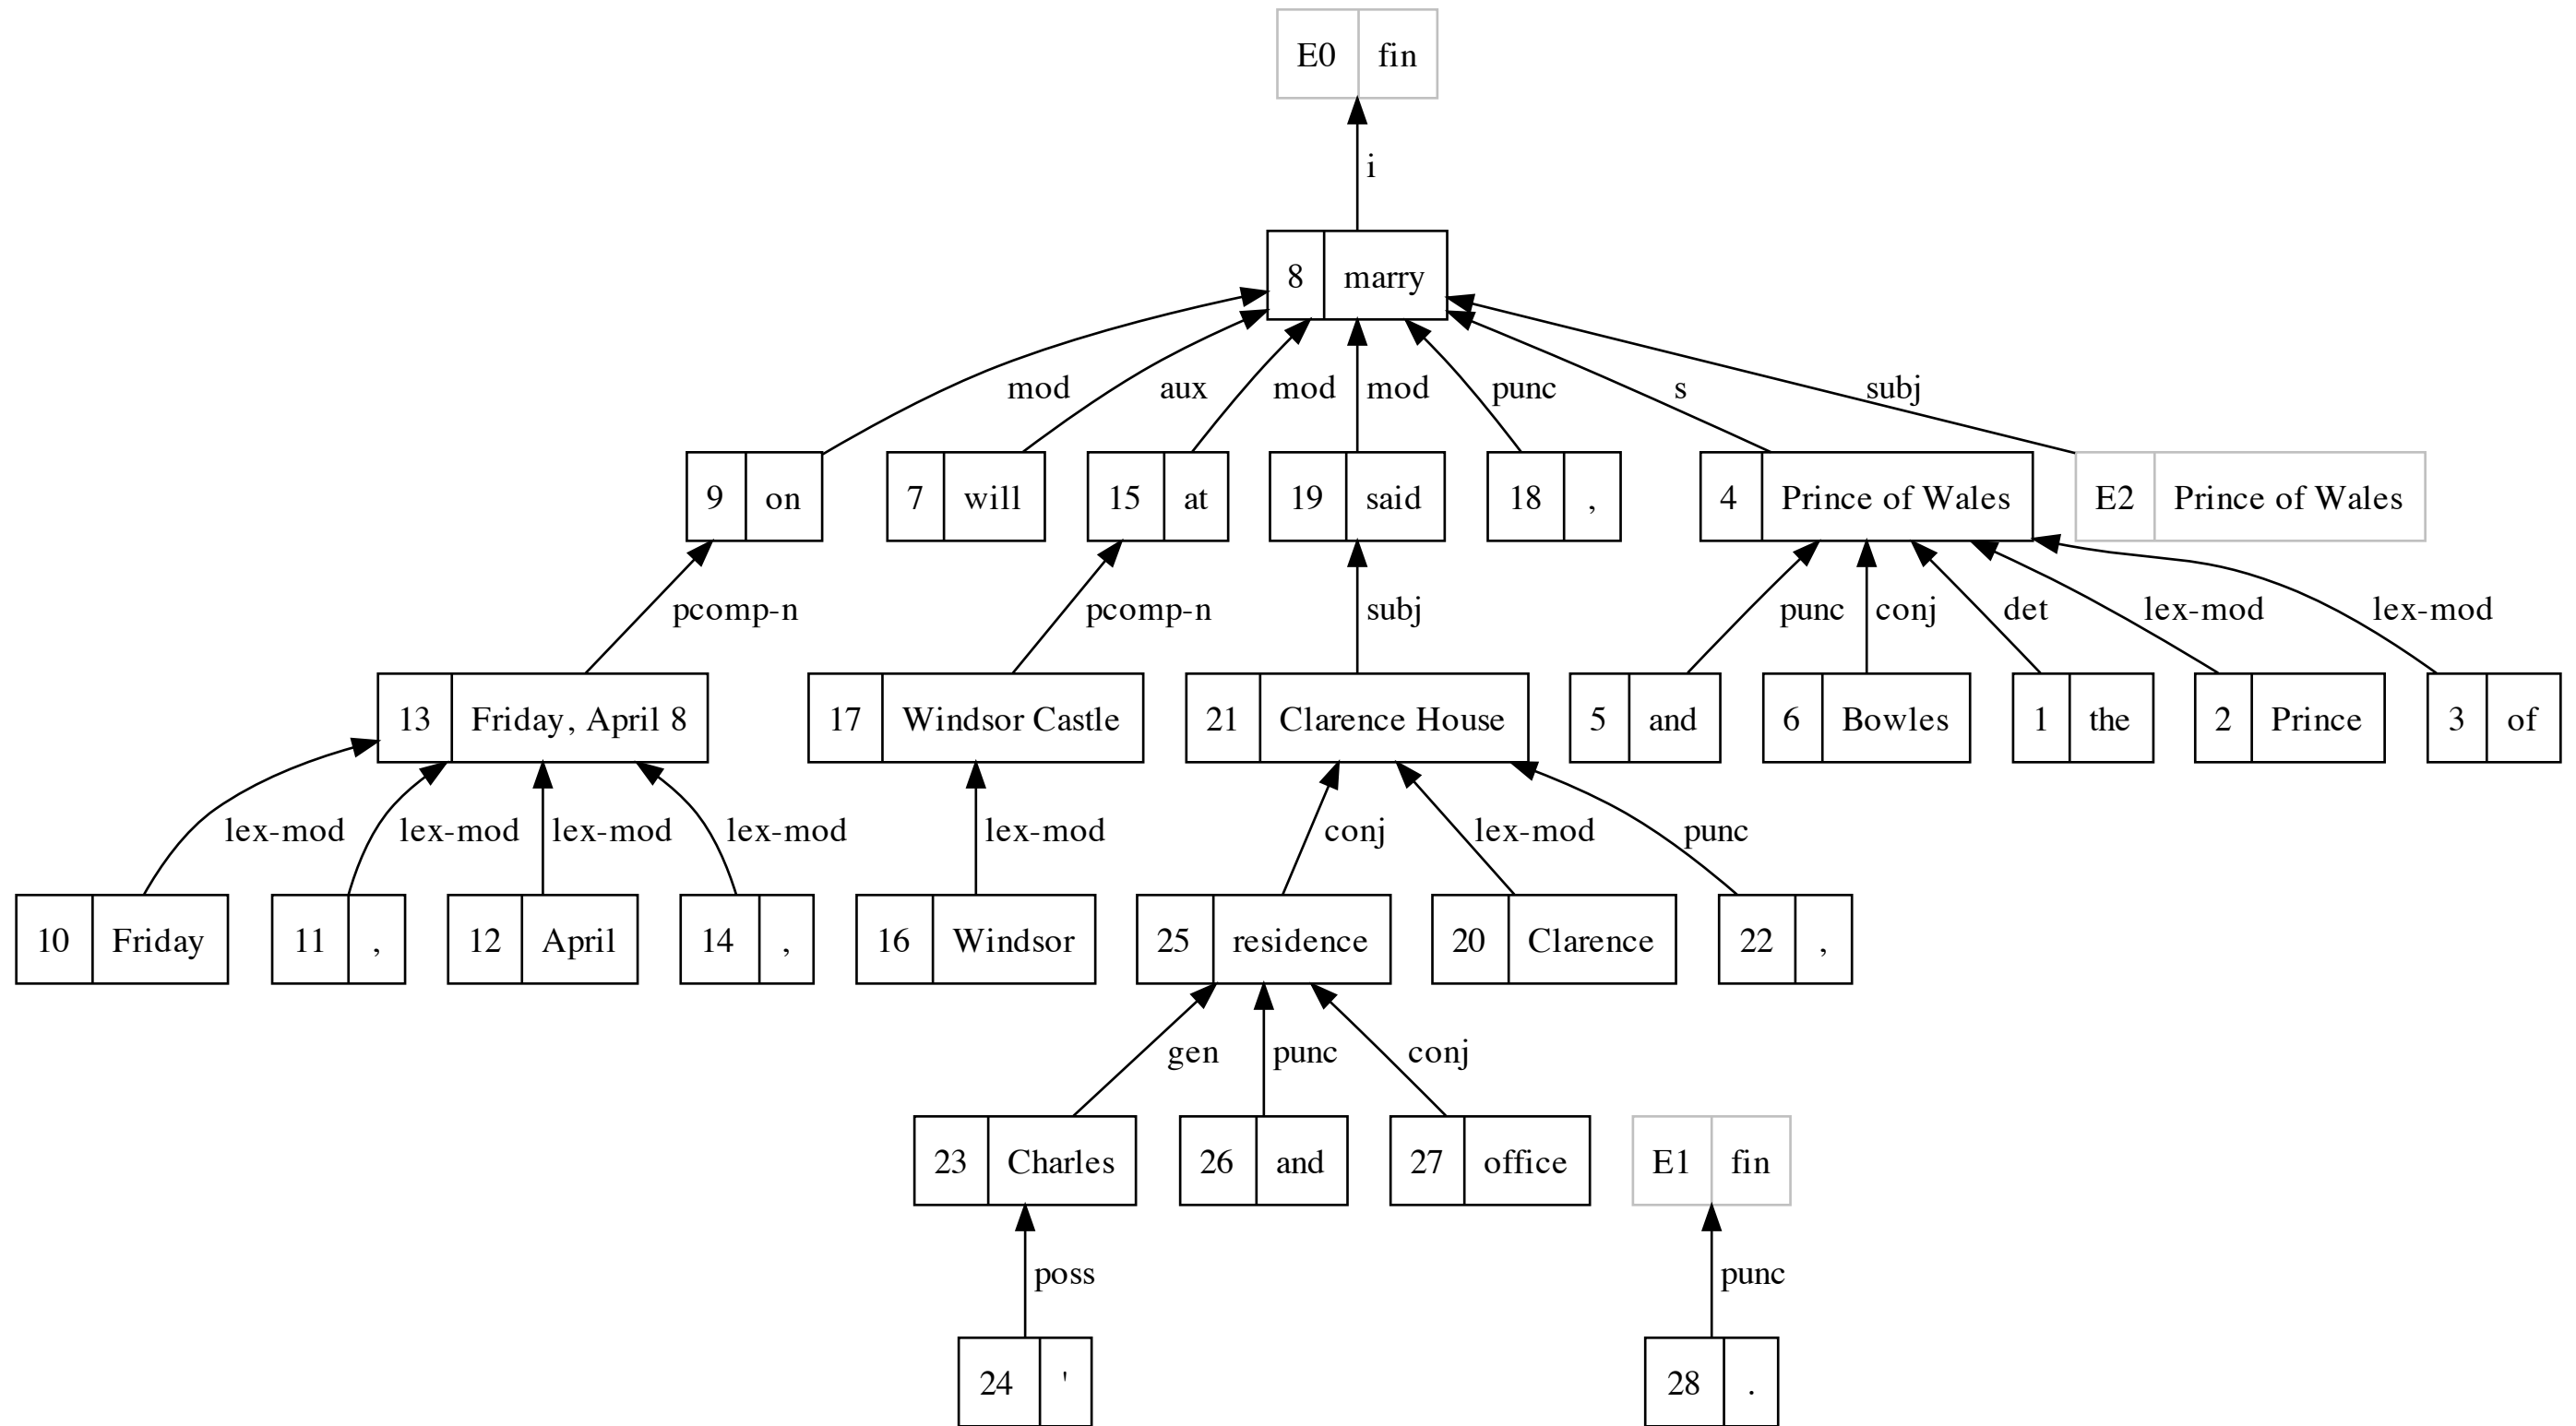 E0 fin
i
8 marry
mod aux mod mod punc s subj
9 on 7 will 15 at 19 said 18 , 4 Prince of Wales E2 Prince of Wales
pcomp-n pcomp-n subj punc conj det lex-mod lex-mod
13 Friday, April 8 17 Windsor Castle 21 Clarence House 5 and 6 Bowles 1 the 2 Prince 3 of
lex-mod lex-mod lex-mod lex-mod lex-mod conj lex-mod punc
10 Friday 11 , 12 April 14 , 16 Windsor 25 residence 20 Clarence 22 ,
gen punc conj
23 Charles 26 and 27 office E1 fin
poss punc
24 ' 28 .